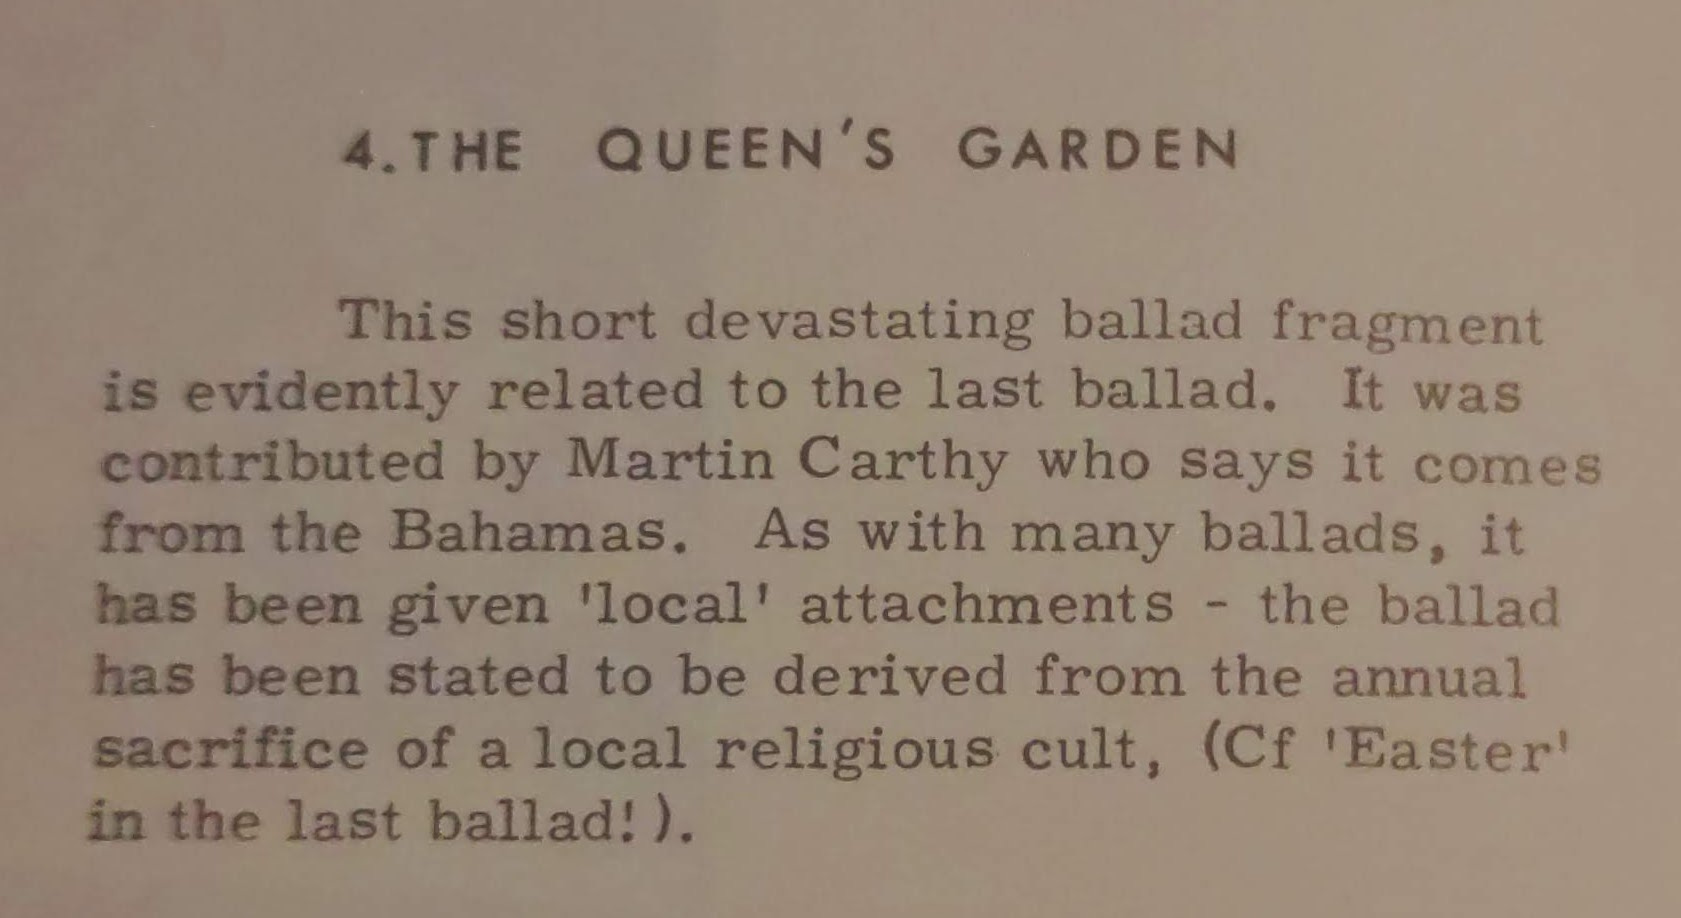 4. THE QUEEN'S GARDEN
This short devastating ballad fragment
is evidently related to the last ballad. It was
contributed by Martin Carthy who says it comes
from the Bahamas. As with many ballads, it
has been given 'local' attachments - the ballad
has been stated to be derived from the annual
sacrifice of a local religious cult, (Cf 'Easter'
in the last ballad!).